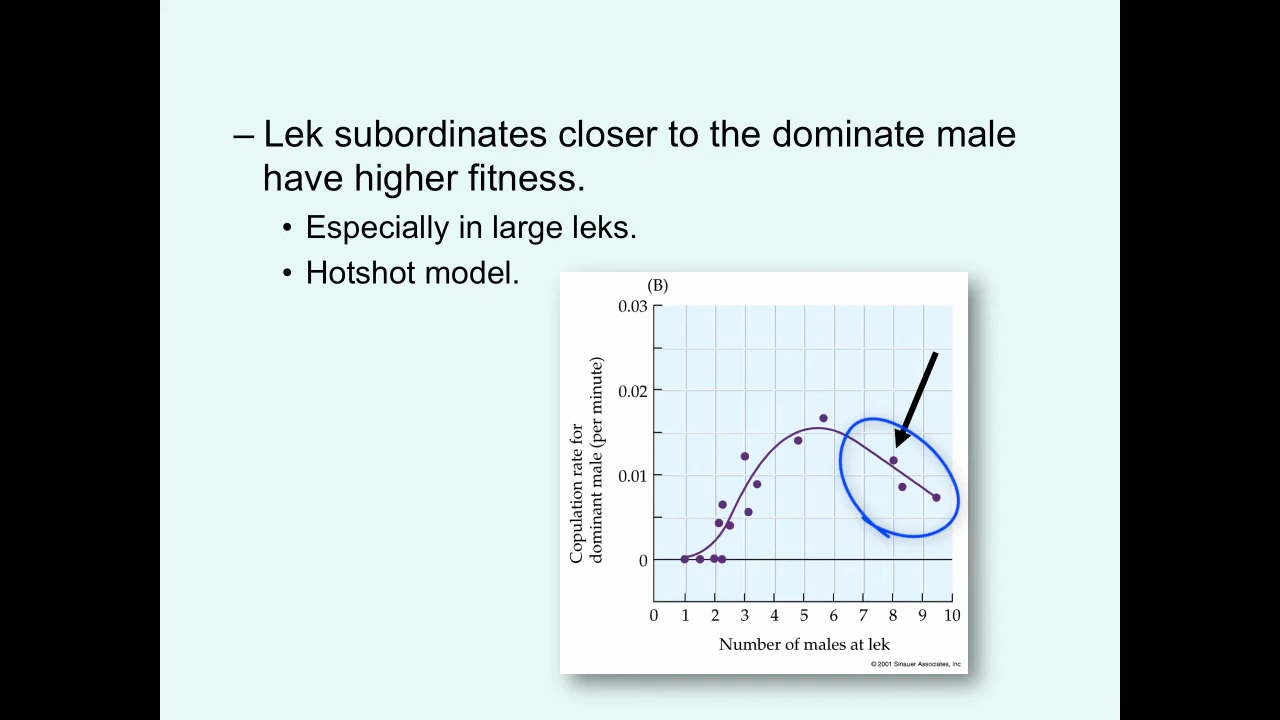 – Lek subordinates closer to the dominate male
have higher fitness.
• Especially in large leks.
• Hotshot model.
(B)
0.03
0.02
0.01
0
Copulation rate for
dominant male (per minute)
0 1 2 3 4 5 6 7 8 9 10
Number of males at lek
© 2001 Sinauer Associates, Inc